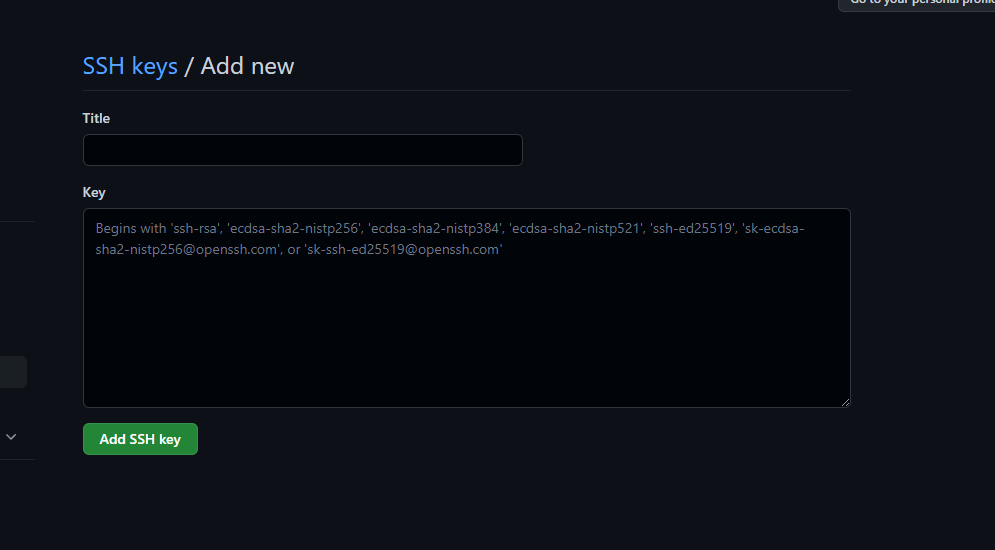 Go to your personal profile
SSH keys / Add new
Title
Key
Begins with 'ssh-rsa', 'ecdsa-sha2-nistp256', 'ecdsa-sha2-nistp384', 'ecdsa-sha2-nistp521', 'ssh-ed25519', 'sk-ecdsa-
sha2-nistp256@openssh.com', or 'sk-ssh-ed25519@openssh.com'
Add SSH key